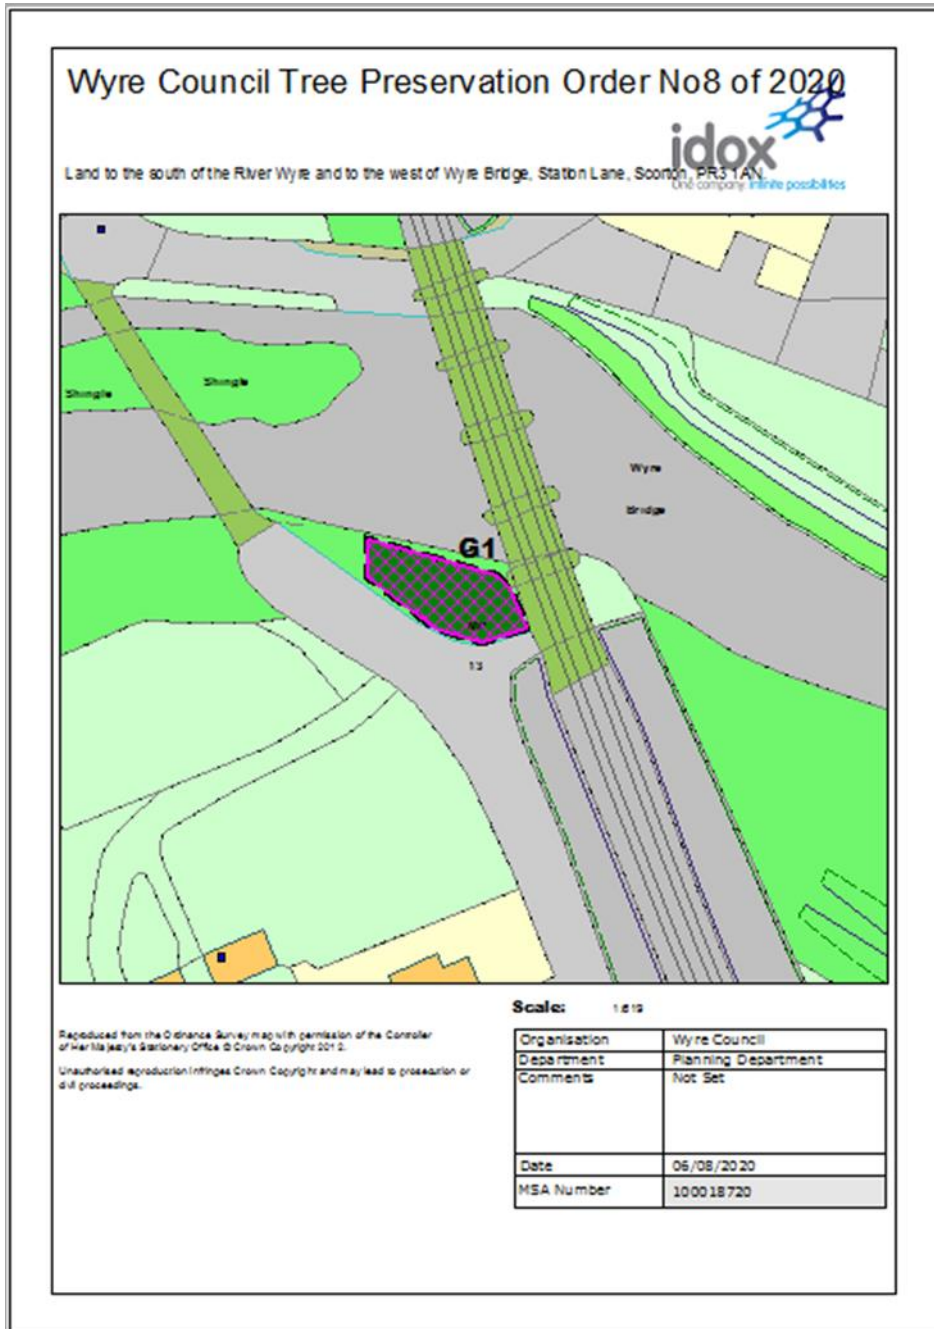 Wyre Council Tree Preservation Order No8 of 2020
idox
One company infinite possibilities
Land to the south of the River Wyre and to the west of Wyre Bridge, Station Lane, Scorton, PR3 1AN.
Shingle
Shingle
Wyre
Bridge
G1
13
Scale: 1:619
Reproduced from the Ordnance Survey map with permission of the Controller
of Her Majesty's Stationery Office © Crown Copyright 2012.
Unauthorised reproduction infringes Crown Copyright and may lead to prosecution or
civil proceedings.
Organisation Wyre Council
Department Planning Department
Comments Not Set
Date 06/08/2020
MSA Number 100018720